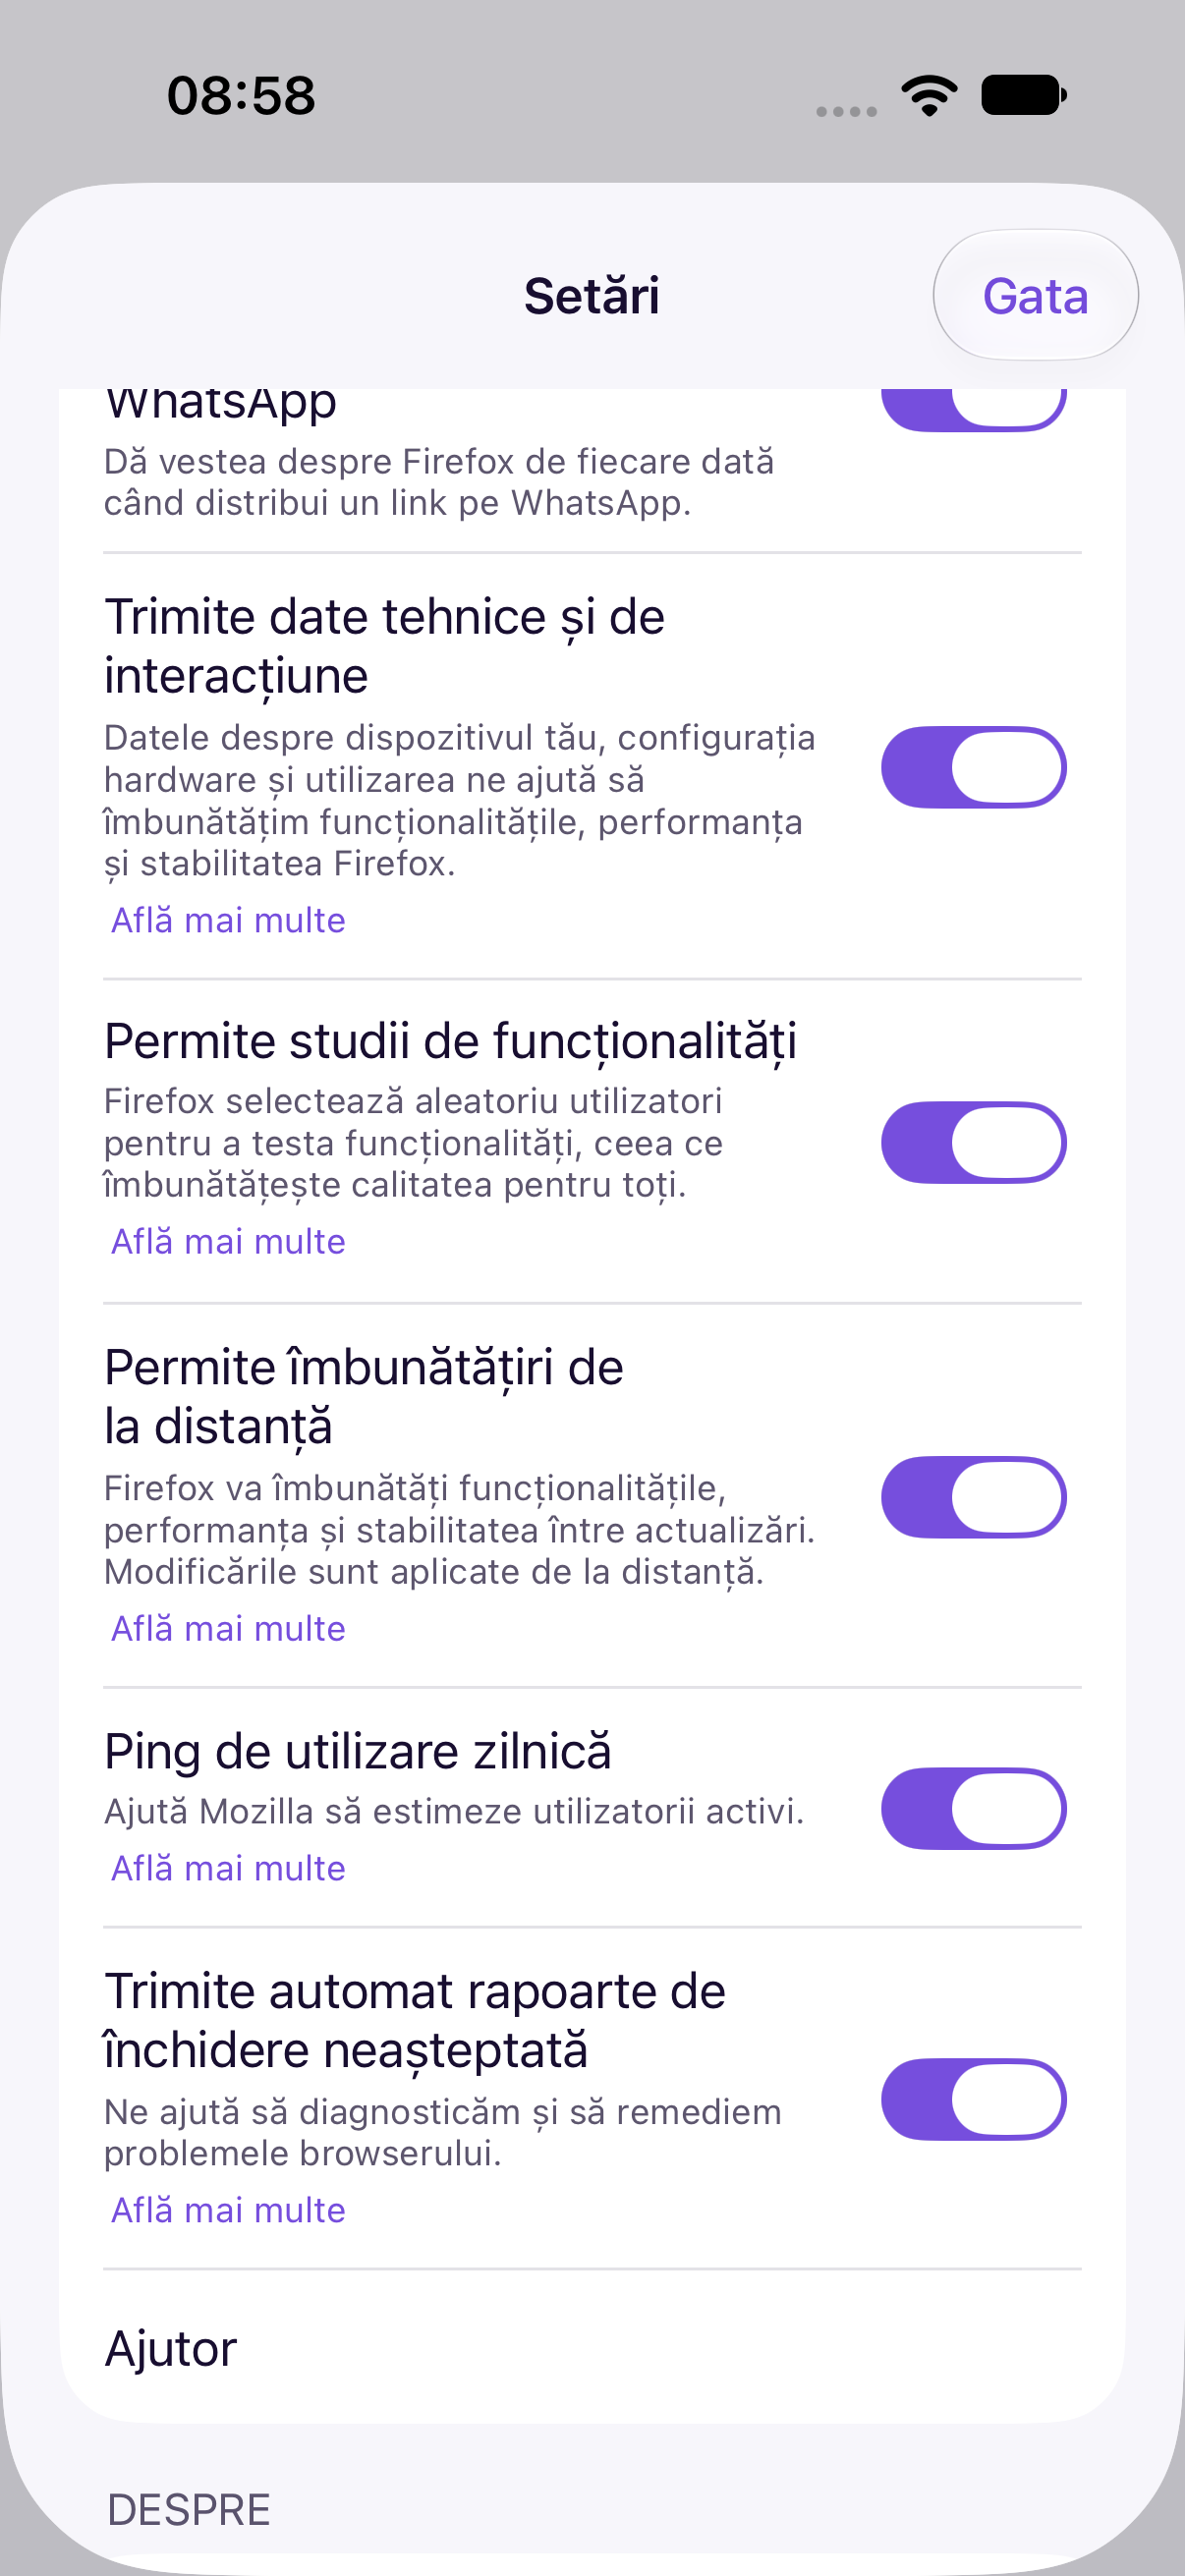 08:58
Setări
Gata
WhatsApp
Dă vestea despre Firefox de fiecare dată
când distribui un link pe WhatsApp.
Trimite date tehnice și de
interacțiune
Datele despre dispozitivul tău, configurația
hardware și utilizarea ne ajută să
îmbunătățim funcționalitățile, performanța
și stabilitatea Firefox.
Află mai multe
Permite studii de funcționalități
Firefox selectează aleatoriu utilizatori
pentru a testa funcționalități, ceea ce
îmbunătățește calitatea pentru toți.
Află mai multe
Permite îmbunătățiri de
la distanță
Firefox va îmbunătăți funcționalitățile,
performanța și stabilitatea între actualizări.
Modificările sunt aplicate de la distanță.
Află mai multe
Ping de utilizare zilnică
Ajută Mozilla să estimeze utilizatorii activi.
Află mai multe
Trimite automat rapoarte de
închidere neașteptată
Ne ajută să diagnosticăm și să remediem
problemele browserului.
Află mai multe
Ajutor
DESPRE